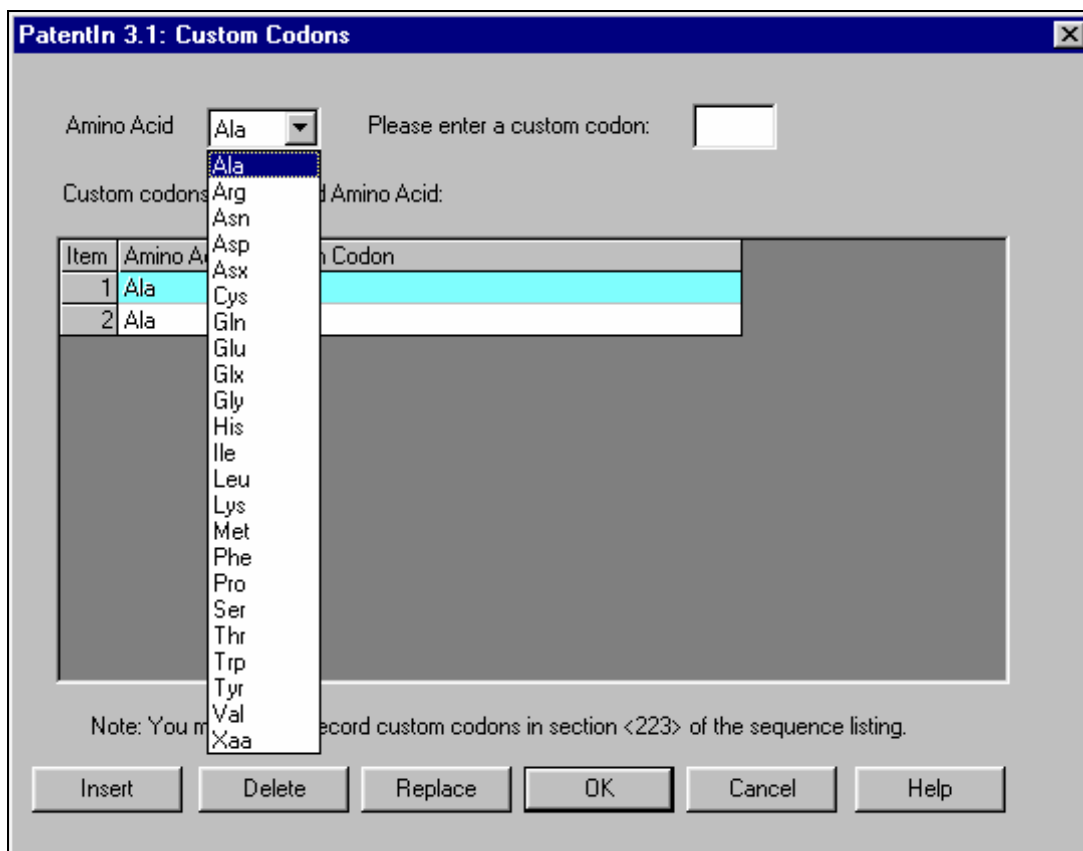 PatentIn 3.1: Custom Codons
Amino Acid Ala Please enter a custom codon:
Custom codons Amino Acid:
Item Amino Codon
1 Ala
2 Ala
Ala
Arg
Asn
Asp
Asx
Cys
Gln
Glu
Glx
Gly
His
Ile
Leu
Lys
Met
Phe
Pro
Ser
Thr
Trp
Tyr
Val
Xaa
Note: You record custom codons in section <223> of the sequence listing.
Insert Delete Replace OK Cancel Help